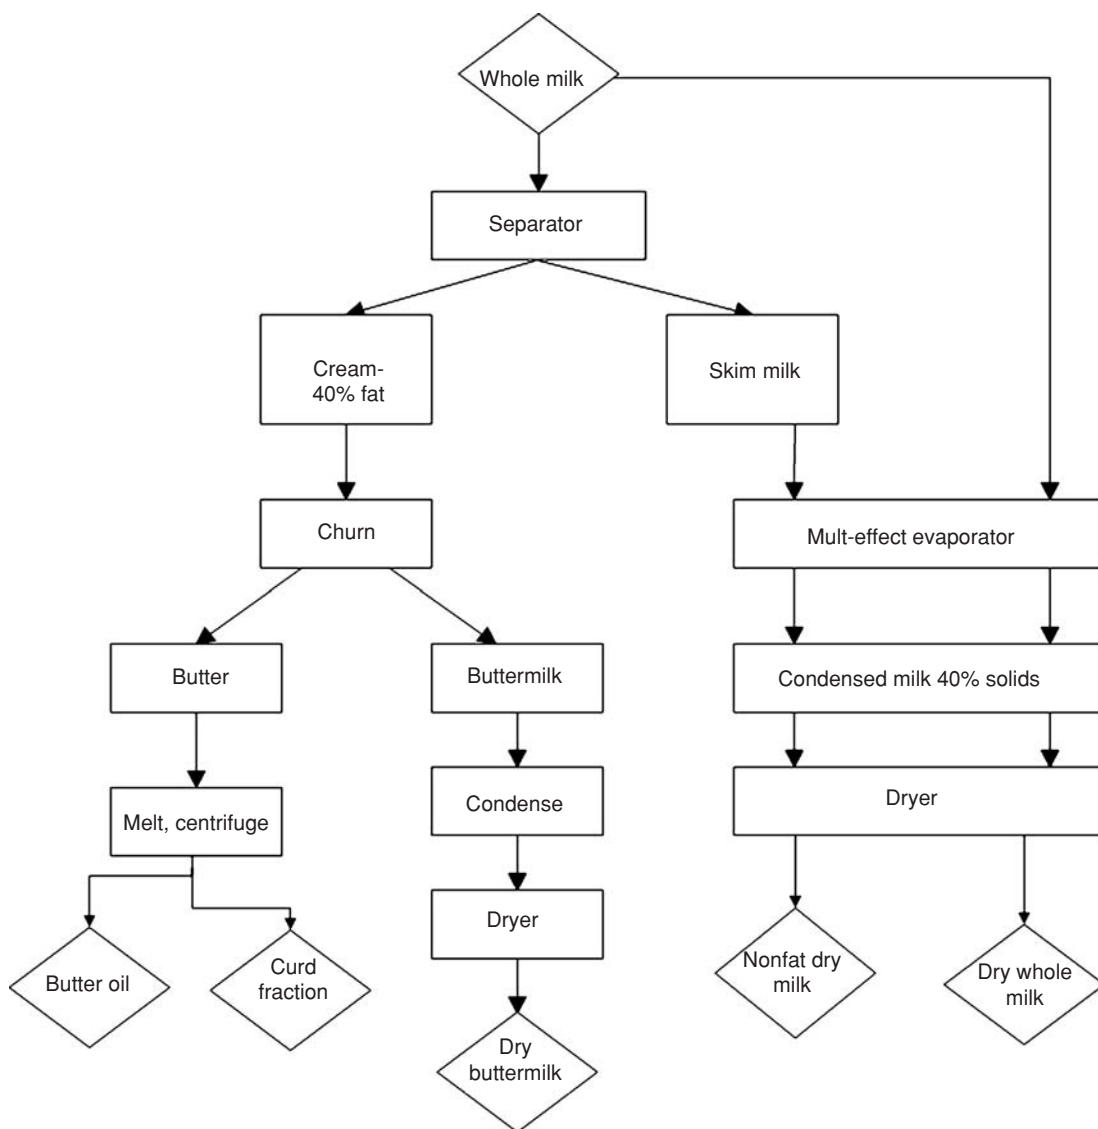 Whole milk
Separator
Cream-
40% fat
Skim milk
Churn
Mult-effect evaporator
Butter
Buttermilk
Condensed milk 40% solids
Melt, centrifuge
Condense
Dryer
Dryer
Butter oil
Curd
fraction
Nonfat dry
milk
Dry whole
milk
Dry
buttermilk